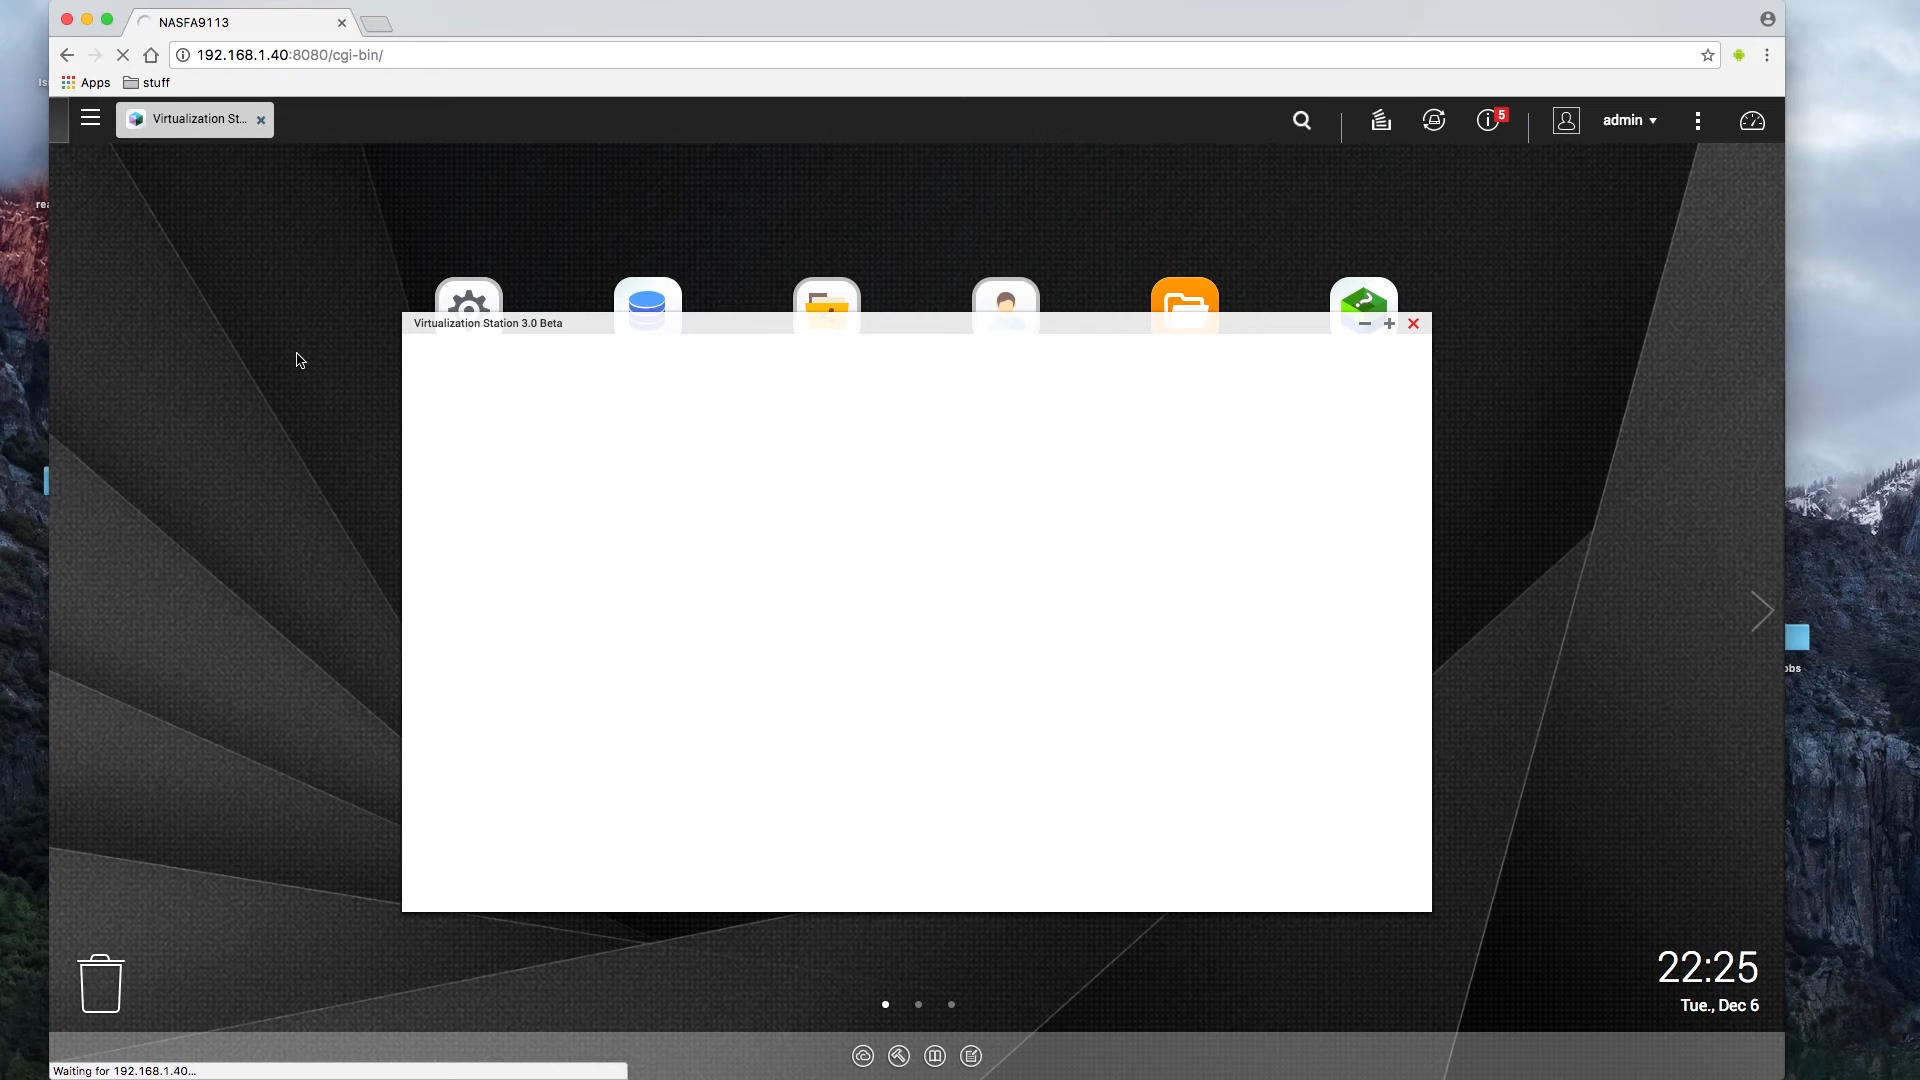 NASFA9113
192.168.1.40:8080/cgi-bin/
Apps
stuff
Virtualization St...
5
admin
Virtualization Station 3.0 Beta
22:25
Tue., Dec 6
Waiting for 192.168.1.40...